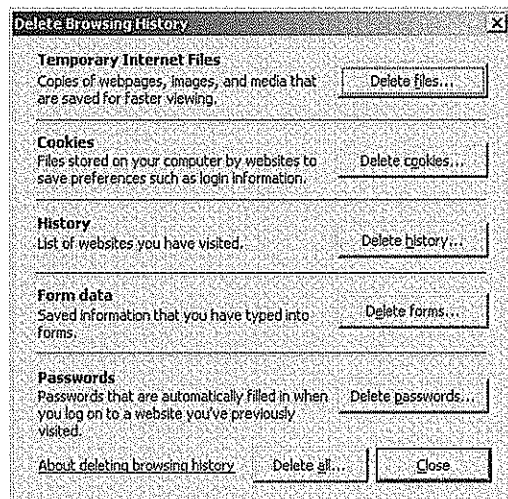 Delete Browsing History
Temporary Internet Files
Copies of webpages, images, and media that
are saved for faster viewing.
Delete files...
Cookies
Files stored on your computer by websites to
save preferences such as login information.
Delete cookies...
History
List of websites you have visited.
Delete history...
Form data
Saved information that you have typed into
forms.
Delete forms...
Passwords
Passwords that are automatically filled in when
you log on to a website you've previously
visited.
Delete passwords...
About deleting browsing history
Delete all...
Close